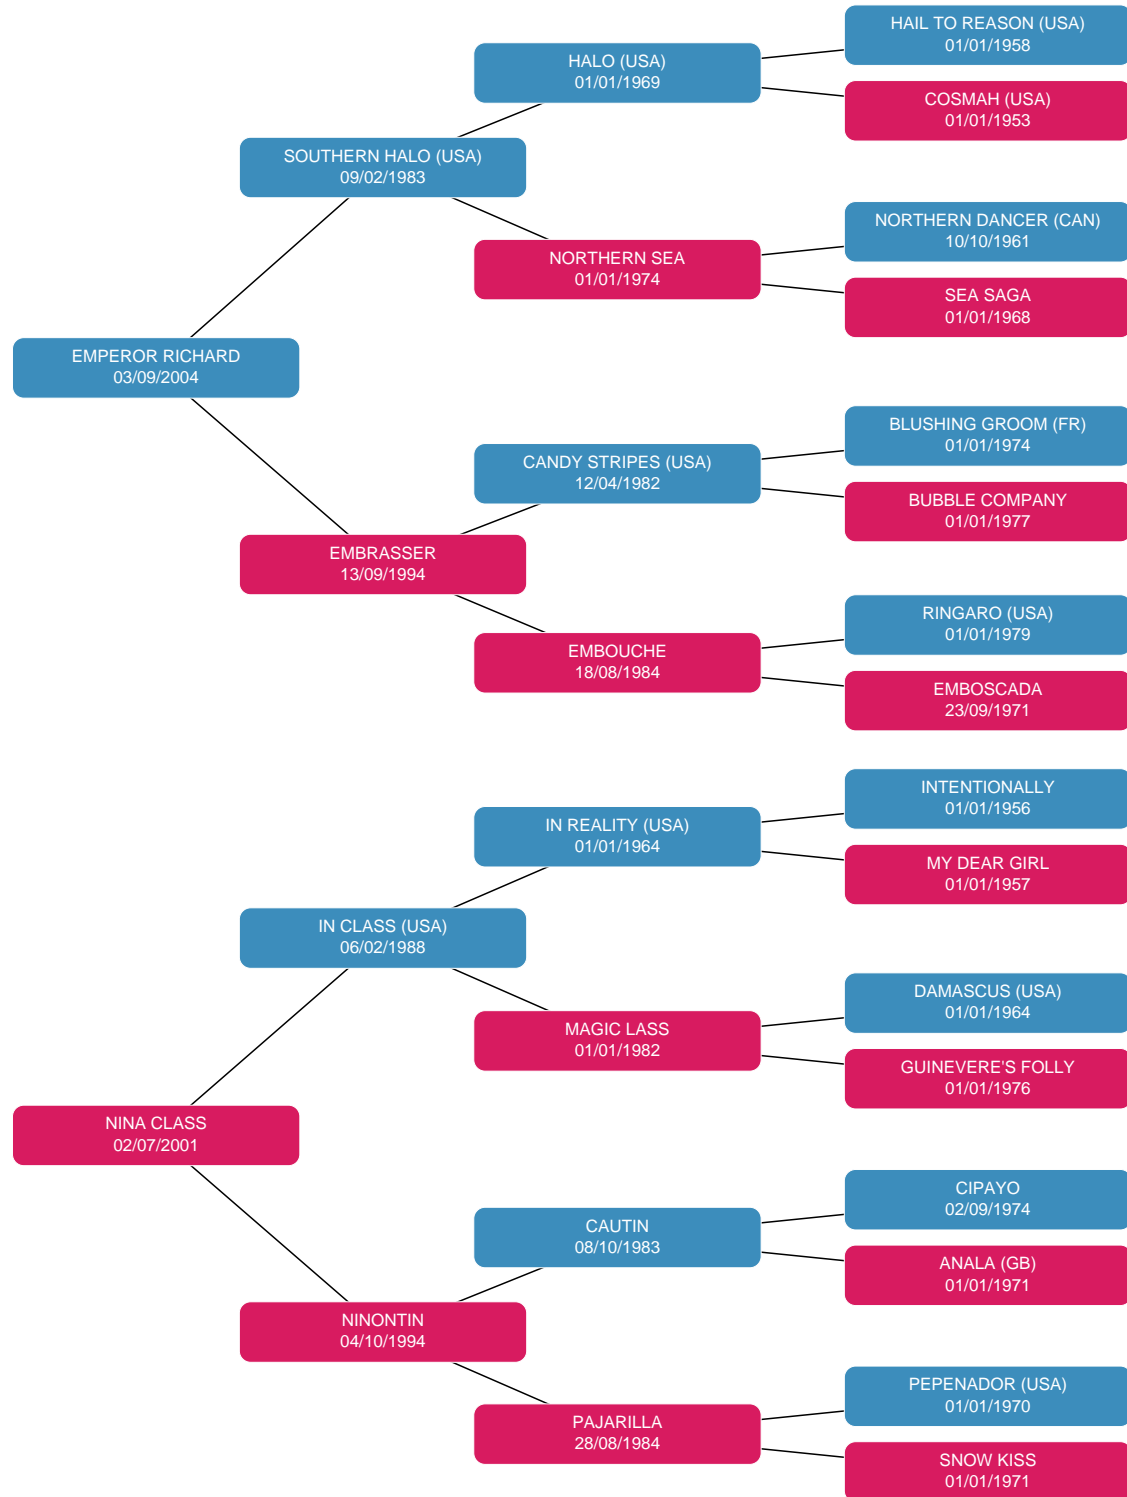 HAIL TO REASON (USA)
01/01/1958
HALO (USA)
01/01/1969
COSMAH (USA)
01/01/1953
SOUTHERN HALO (USA)
09/02/1983
NORTHERN DANCER (CAN)
10/10/1961
NORTHERN SEA
01/01/1974
SEA SAGA
01/01/1968
EMPEROR RICHARD
03/09/2004
BLUSHING GROOM (FR)
01/01/1974
CANDY STRIPES (USA)
12/04/1982
BUBBLE COMPANY
01/01/1977
EMBRASSER
13/09/1994
RINGARO (USA)
01/01/1979
EMBOUCHE
18/08/1984
EMBOSCADA
23/09/1971
INTENTIONALLY
01/01/1956
IN REALITY (USA)
01/01/1964
MY DEAR GIRL
01/01/1957
IN CLASS (USA)
06/02/1988
DAMASCUS (USA)
01/01/1964
MAGIC LASS
01/01/1982
GUINEVERE'S FOLLY
01/01/1976
NINA CLASS
02/07/2001
CIPAYO
02/09/1974
CAUTIN
08/10/1983
ANALA (GB)
01/01/1971
NINONTIN
04/10/1994
PEPENADOR (USA)
01/01/1970
PAJARILLA
28/08/1984
SNOW KISS
01/01/1971